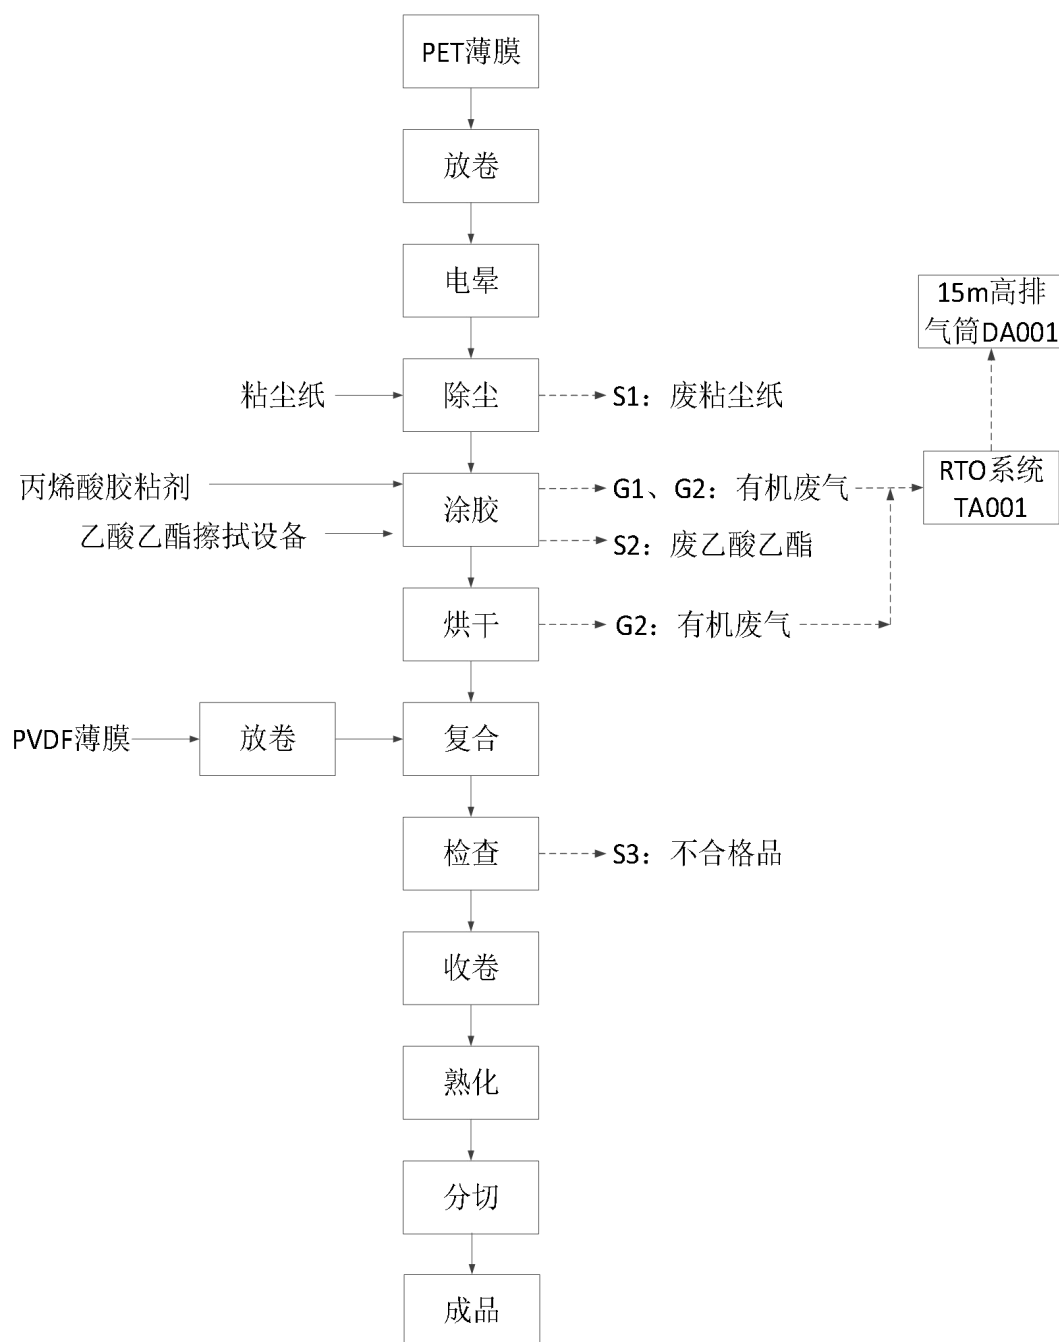 PET薄膜
放卷
电晕
15m高排
气筒DA001
粘尘纸
除尘
S1：废粘尘纸
丙烯酸胶粘剂
乙酸乙酯擦拭设备
涂胶
G1、G2：有机废气
S2：废乙酸乙酯
RTO系统
TA001
烘干
G2：有机废气
PVDF薄膜
放卷
复合
检查
S3：不合格品
收卷
熟化
分切
成品